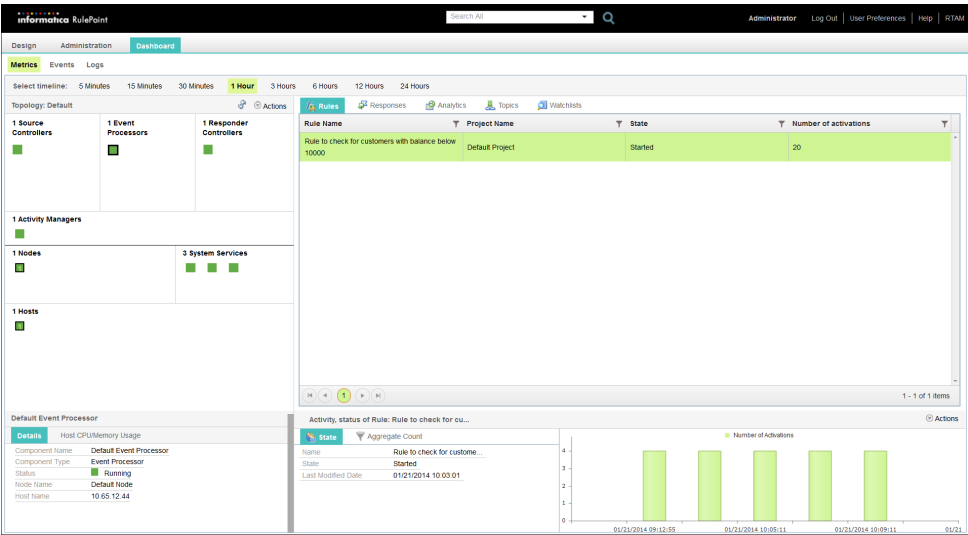 informatica RulePoint
Search All
Administrator Log Out User Preferences Help RTAM
Design Administration Dashboard
Metrics Events Logs
Select timeline: 5 Minutes 15 Minutes 30 Minutes 1 Hour 3 Hours 6 Hours 12 Hours 24 Hours
Topology: Default Actions
1 Source Controllers
1 Event Processors
1 Responder Controllers
1 Activity Managers
1 Nodes
3 System Services
1 Hosts
Rules Responses Analytics Topics Watchlists
Rule Name Project Name State Number of activations
Rule to check for customers with balance below
10000
Default Project Started 20
1
1 - 1 of 1 items
Default Event Processor
Details Host CPU/Memory Usage
Component Name Default Event Processor
Component Type Event Processor
Status Running
Node Name Default Node
Host Name 10.65.12.44
Activity, status of Rule: Rule to check for cu... Actions
State Aggregate Count
Name Rule to check for custome...
State Started
Last Modified Date 01/21/2014 10:03:01
Number of Activations
4
3
2
1
0
01/21/2014 09:12:55 01/21/2014 10:05:11 01/21/2014 10:09:11 01/21